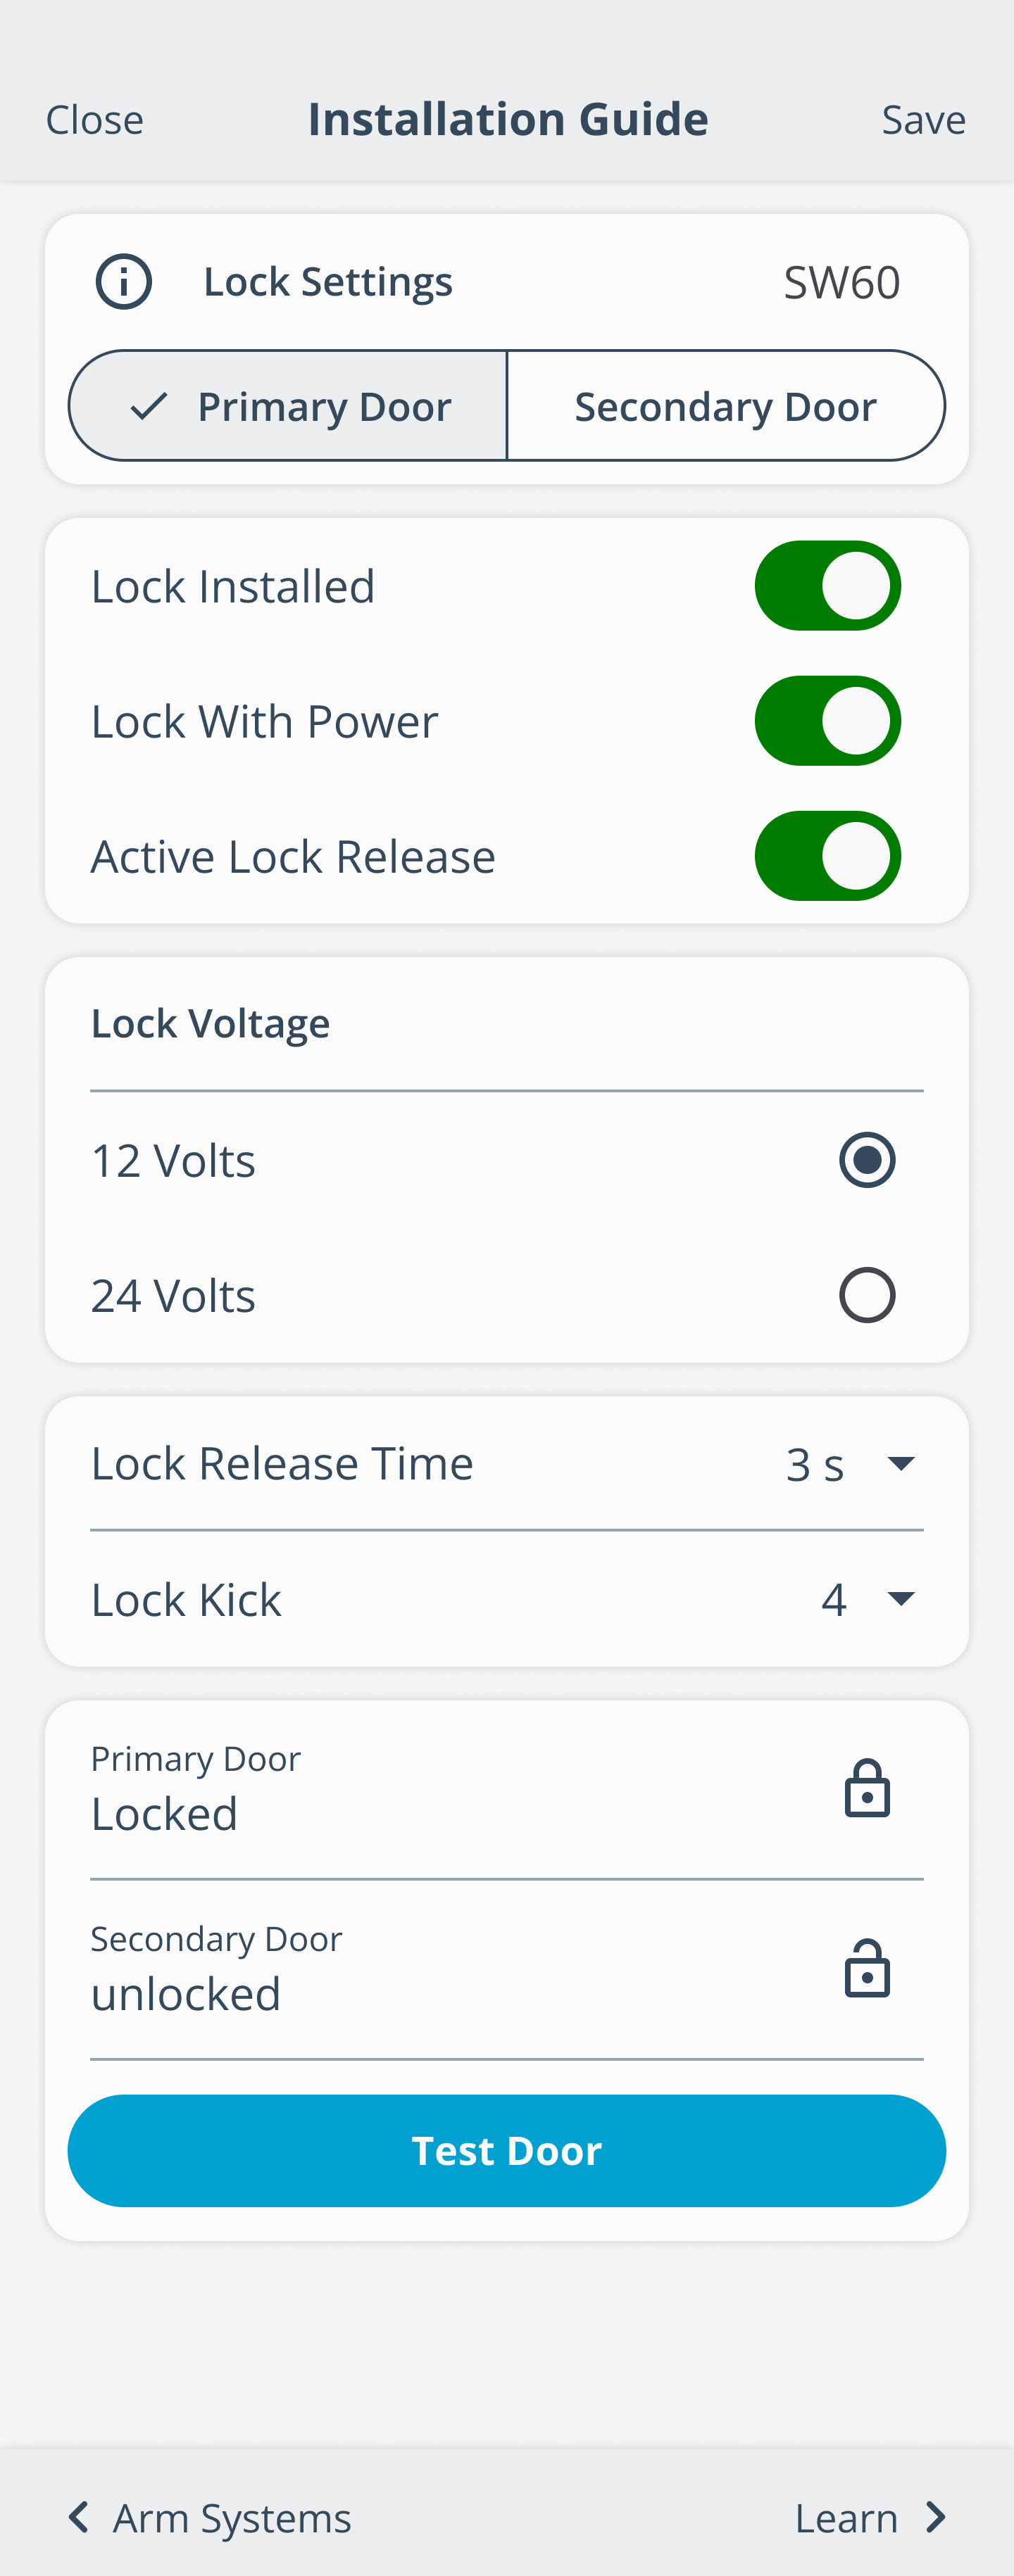 Close Installation Guide Save
Lock Settings SW60
Primary Door Secondary Door
Lock Installed
Lock With Power
Active Lock Release
Lock Voltage
12 Volts
24 Volts
Lock Release Time 3 s
Lock Kick 4
Primary Door
Locked
Secondary Door
unlocked
Test Door
Arm Systems Learn